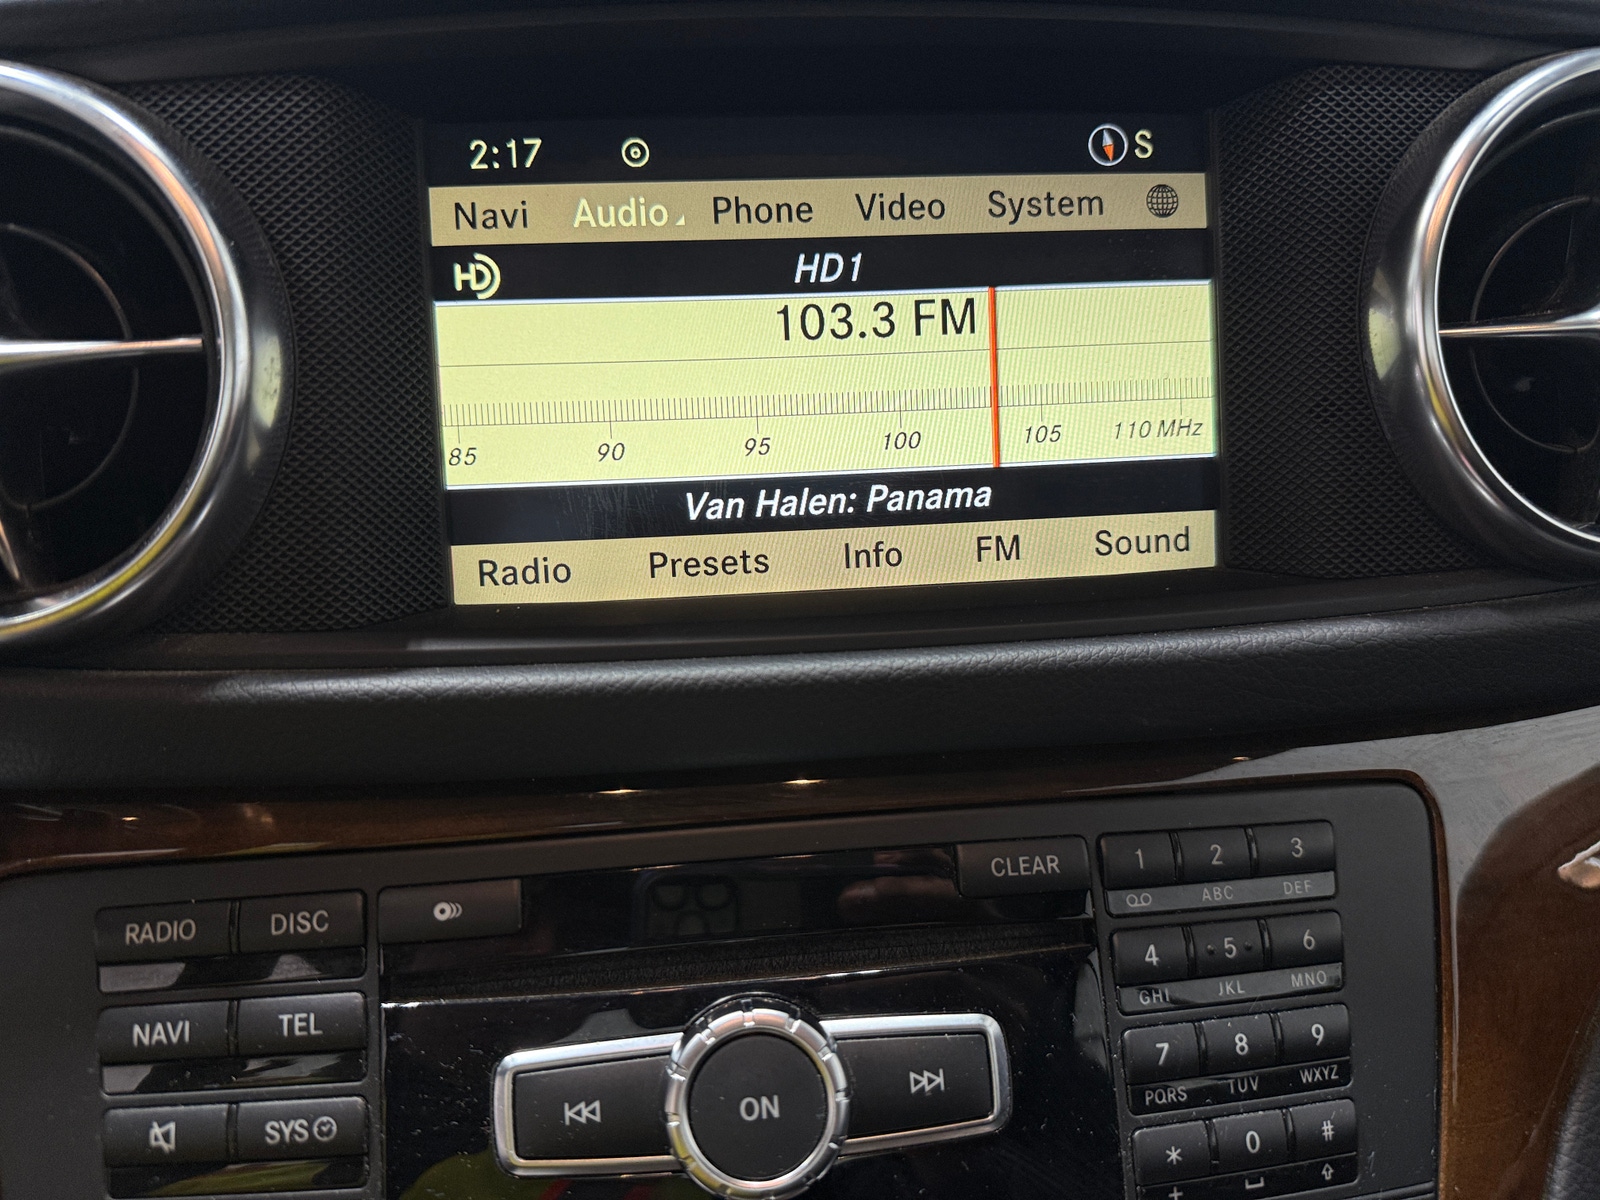 2:17 S
Navi Audio Phone Video System
HD HD1
103.3 FM
85 90 95 100 105 110 MHz
Van Halen: Panama
Radio Presets Info FM Sound
CLEAR
RADIO DISC
NAVI TEL
SYS
ON
1 2 3
ABC DEF
4 5 6
GHI JKL MNO
7 8 9
PQRS TUV WXYZ
* 0 #
+